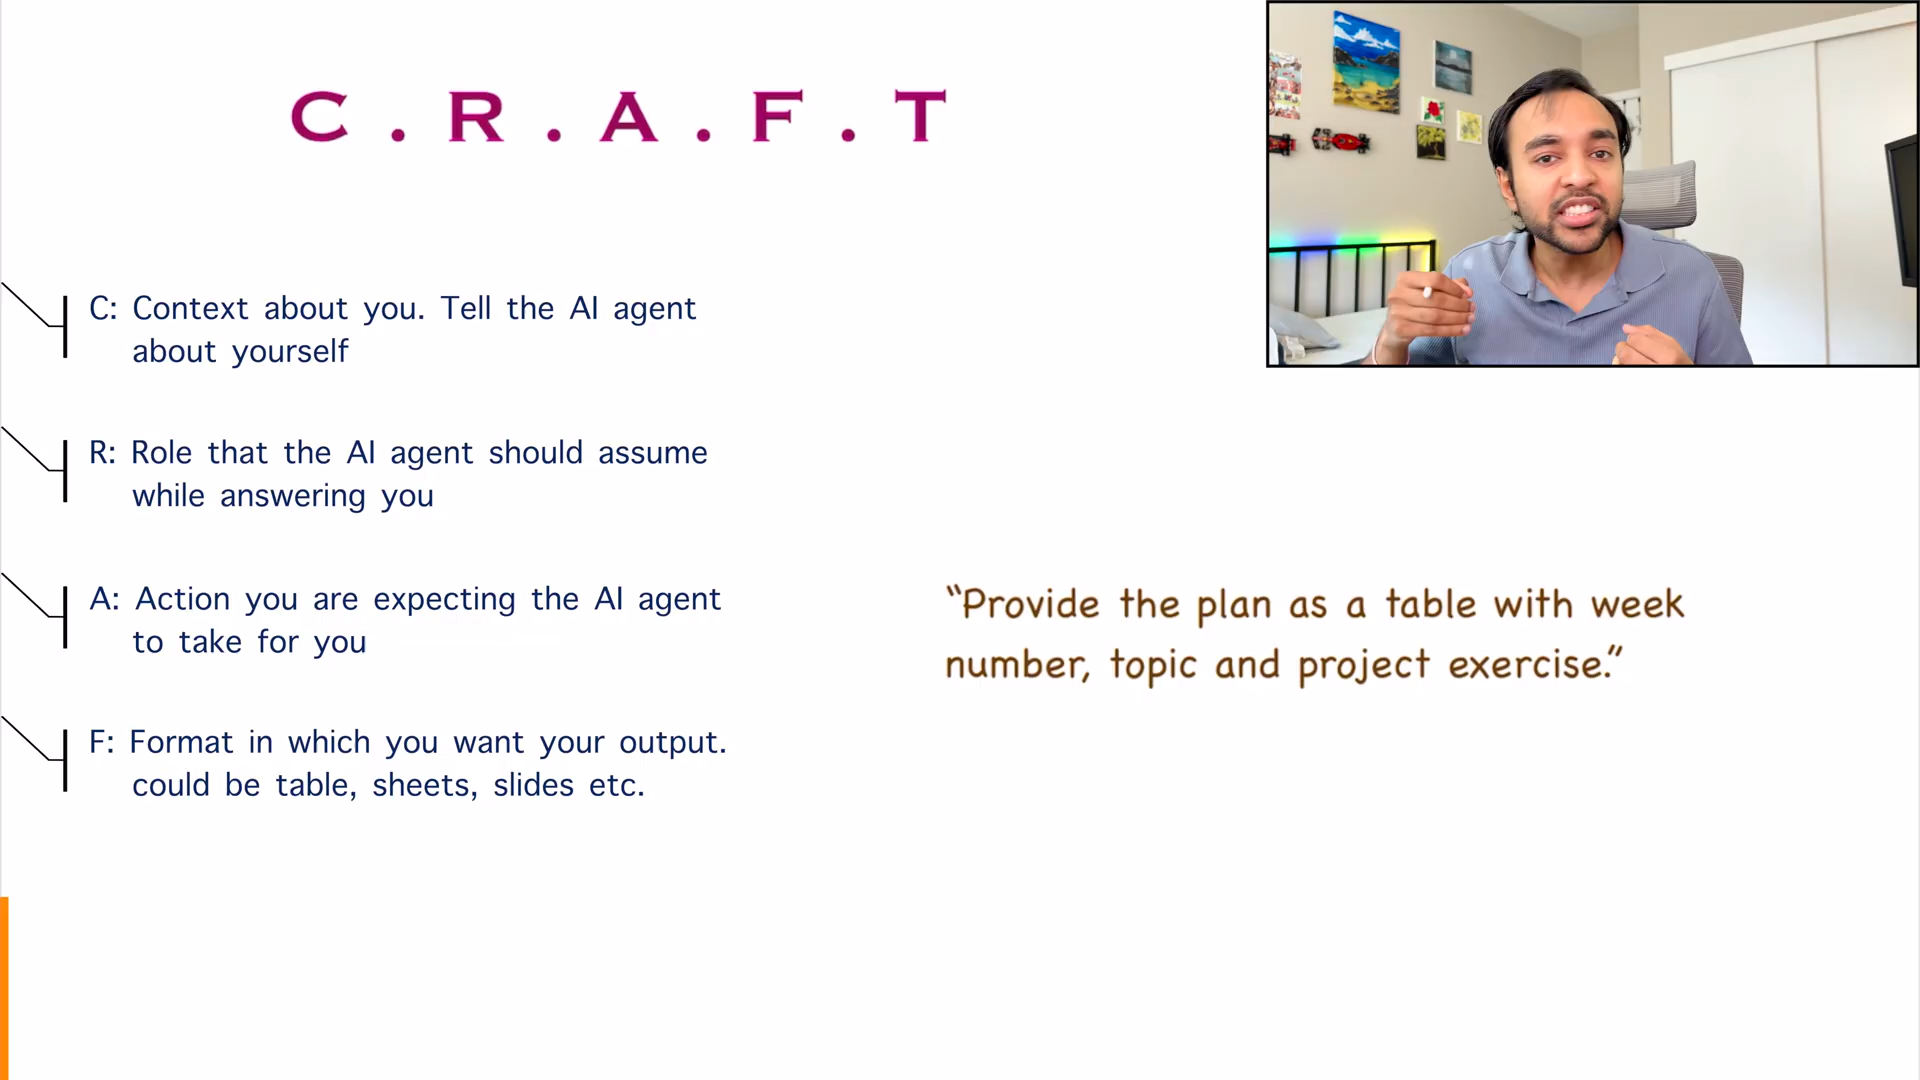 C . R . A . F . T
C: Context about you. Tell the AI agent
about yourself
R: Role that the AI agent should assume
while answering you
A: Action you are expecting the AI agent
to take for you
F: Format in which you want your output.
could be table, sheets, slides etc.
“Provide the plan as a table with week
number, topic and project exercise.”